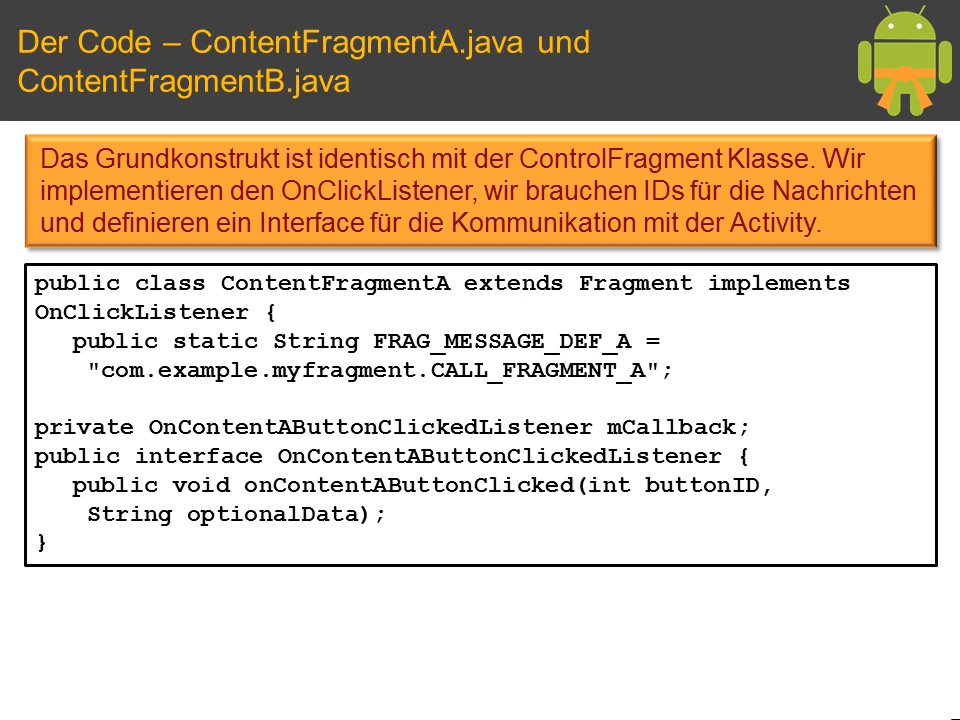 Der Code – ContentFragmentA.java und
ContentFragmentB.java
Das Grundkonstrukt ist identisch mit der ControlFragment Klasse. Wir
implementieren den OnClickListener, wir brauchen IDs für die Nachrichten
und definieren ein Interface für die Kommunikation mit der Activity.
public class ContentFragmentA extends Fragment implements
OnClickListener {
public static String FRAG_MESSAGE_DEF_A =
"com.example.myfragment.CALL_FRAGMENT_A";
private OnContentAButtonClickedListener mCallback;
public interface OnContentAButtonClickedListener {
public void onContentAButtonClicked(int buttonID,
String optionalData);
}